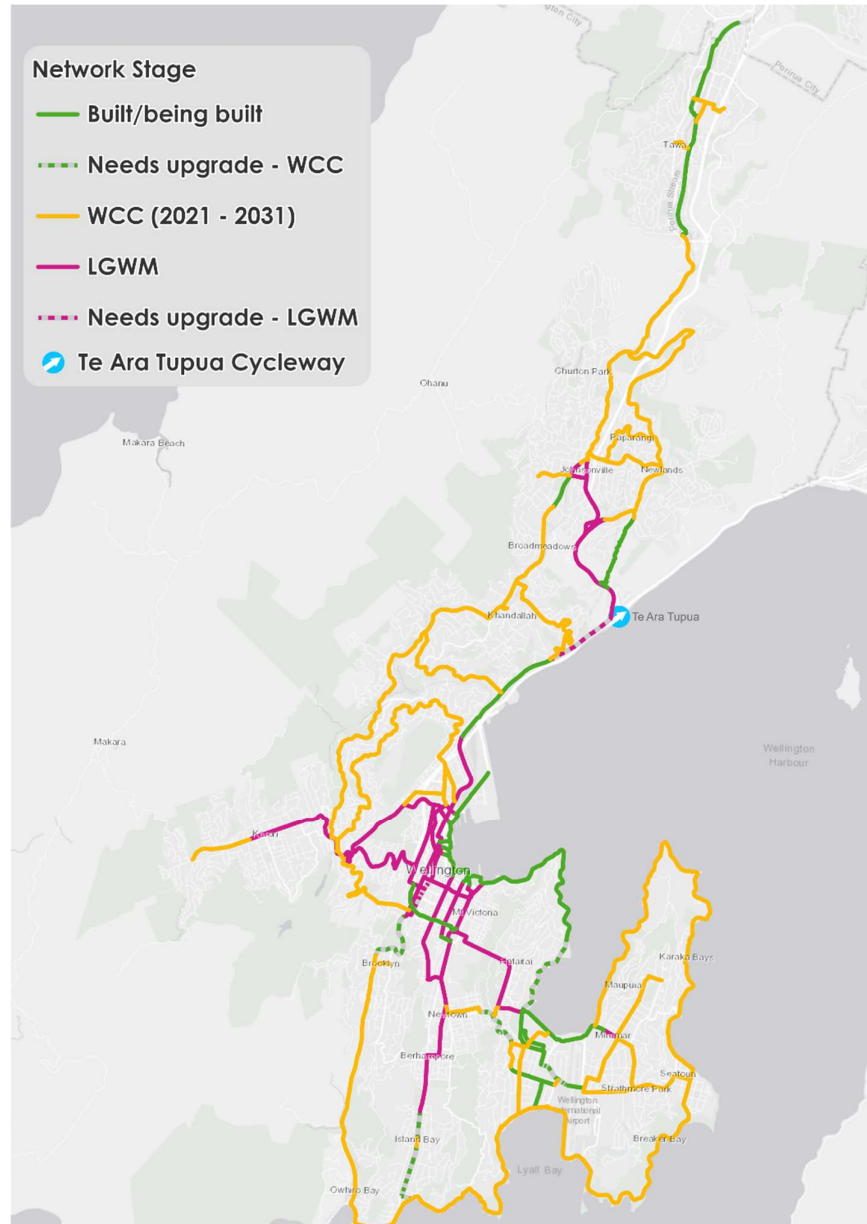 Network Stage
Built/being built
Needs upgrade - WCC
WCC (2021 - 2031)
LGWM
Needs upgrade - LGWM
Te Ara Tupua Cycleway
Porirua City
Tawa
Porirua Stream
Churton Park
Ohariu
Makara Beach
Paparangi
Johnsonville
Newlands
Broadmeadows
Khandallah
Te Ara Tupua
Makara
Wellington
Harbour
Karori
Wellington
Mt Victoria
Hataitai
Brooklyn
Karaka Bays
Maupuia
Newtown
Miramar
Berhampore
Seatoun
Strathmore Park
Wellington
International
Airport
Island Bay
Breaker Bay
Lyall Bay
Owhiro Bay